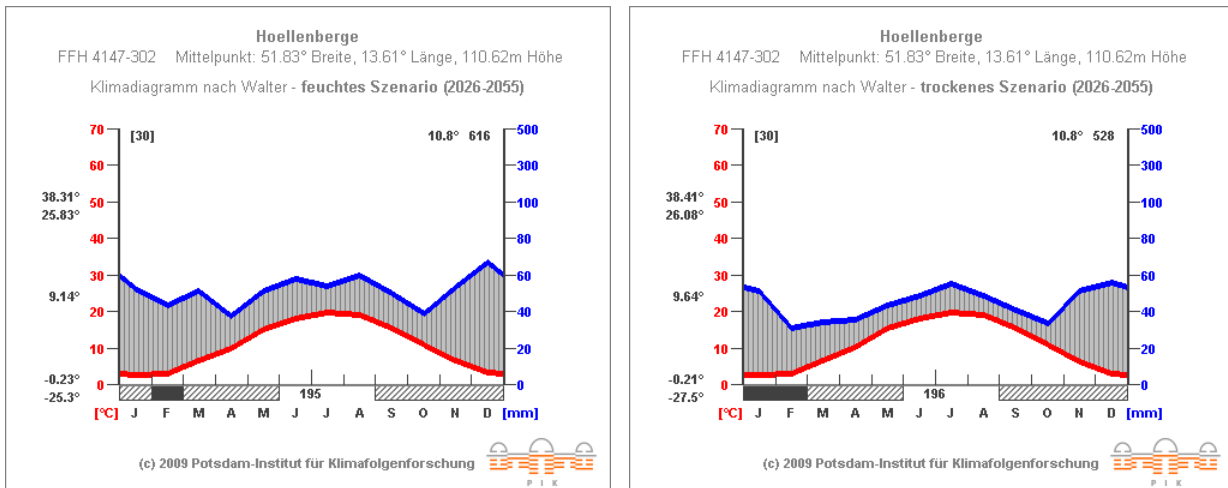 Hoellenberge
FFH 4147-302 Mittelpunkt: 51.83° Breite, 13.61° Länge, 110.62m Höhe
Klimadiagramm nach Walter - feuchtes Szenario (2026-2055)
70 [30] 10.8° 616 500
60 300
38.31° 50 100
25.83°
40 80
9.14° 30 60
20 40
10 20
-0.23° 0 195 0
-25.3°
[°C] J F M A M J J A S O N D [mm]
(c) 2009 Potsdam-Institut für Klimafolgenforschung
P I K
Hoellenberge
FFH 4147-302 Mittelpunkt: 51.83° Breite, 13.61° Länge, 110.62m Höhe
Klimadiagramm nach Walter - trockenes Szenario (2026-2055)
70 [30] 10.8° 528 500
60 300
38.41° 50 100
26.08°
40 80
9.64° 30 60
20 40
10 20
-0.21° 0 196 0
-27.5°
[°C] J F M A M J J A S O N D [mm]
(c) 2009 Potsdam-Institut für Klimafolgenforschung
P I K